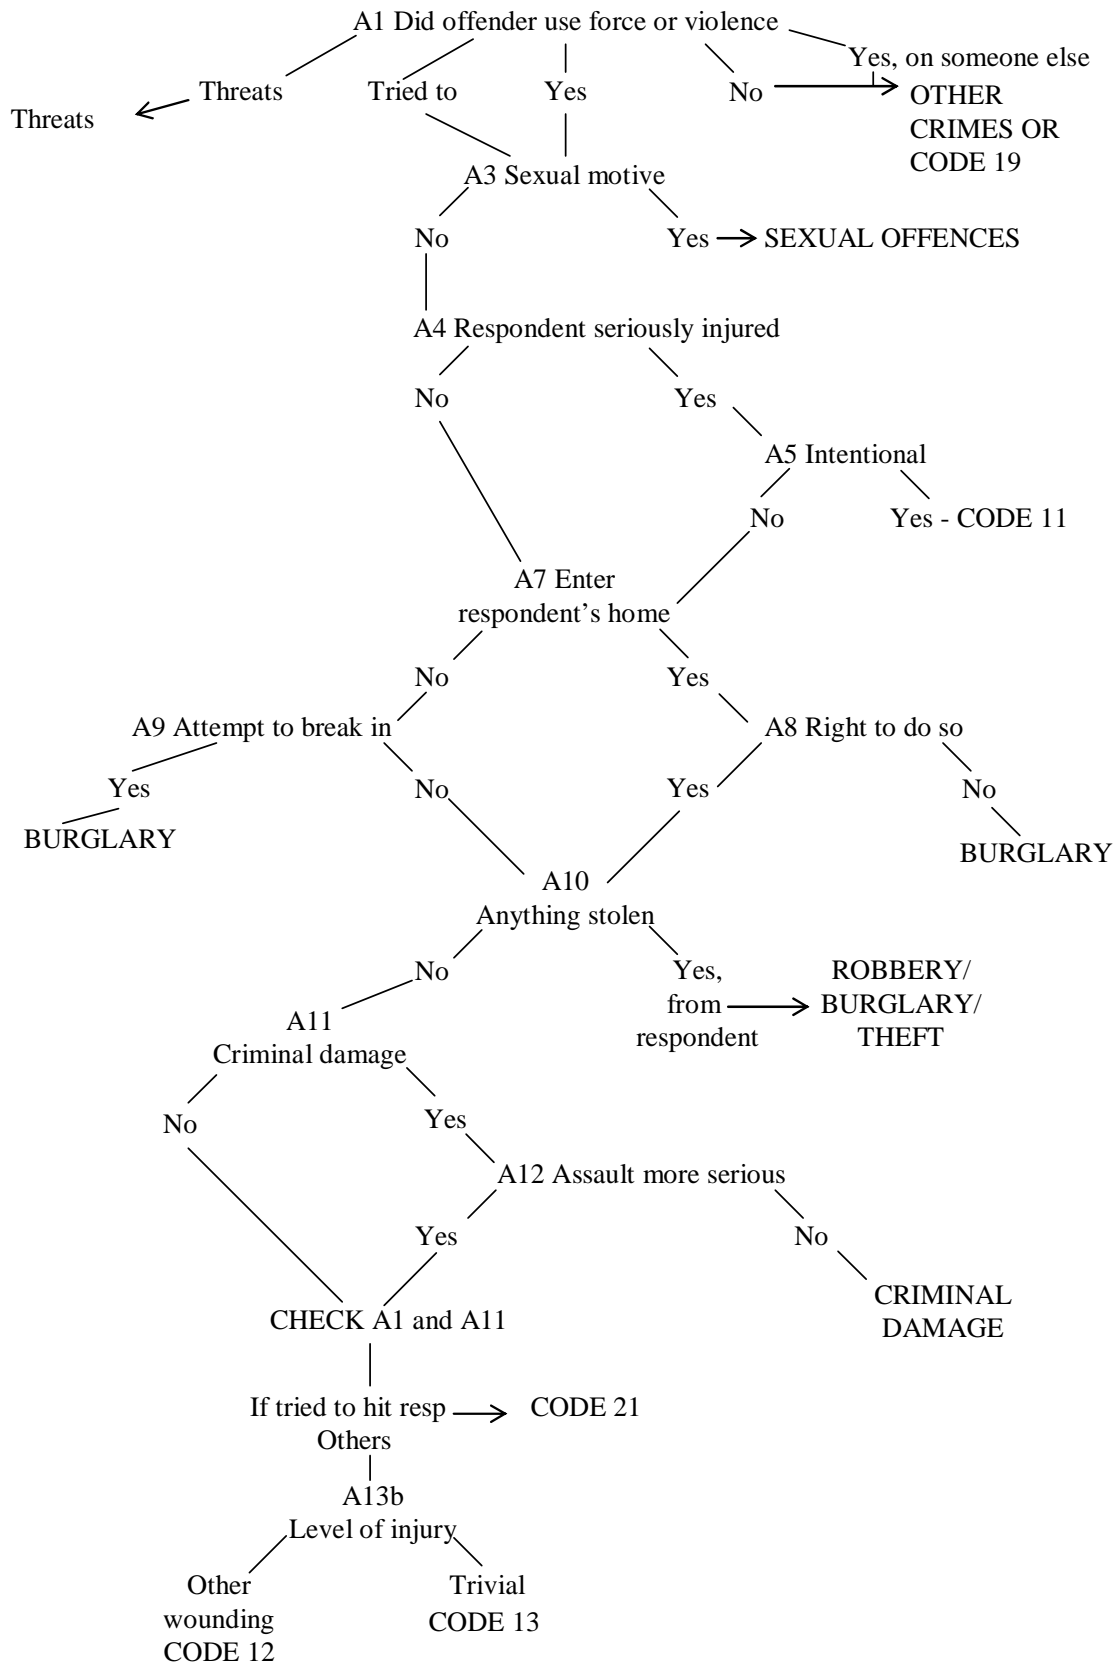 A1 Did offender use force or violence
Yes, on someone else
Threats
Tried to
Yes
No
Threats
OTHER
CRIMES OR
CODE 19
A3 Sexual motive
No
Yes
SEXUAL OFFENCES
A4 Respondent seriously injured
No
Yes
A5 Intentional
No
Yes - CODE 11
A7 Enter
respondent’s home
No
Yes
A9 Attempt to break in
A8 Right to do so
Yes
No
Yes
No
BURGLARY
BURGLARY
A10
Anything stolen
No
Yes,
from
respondent
ROBBERY/
BURGLARY/
THEFT
A11
Criminal damage
No
Yes
A12 Assault more serious
Yes
No
CRIMINAL
DAMAGE
CHECK A1 and A11
If tried to hit resp
CODE 21
Others
A13b
Level of injury
Other
wounding
CODE 12
Trivial
CODE 13